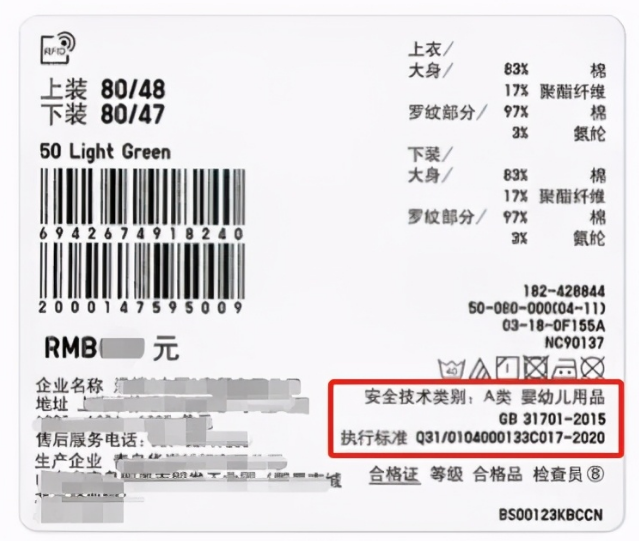 RFID
上装 80/48
下装 80/47
50 Light Green
6942674918240
2000147595009
RMB 元
企业名称
地址
售后服务电话:
生产企业
上衣/
大身/ 83% 棉
17% 聚酯纤维
罗纹部分/ 97% 棉
3% 氨纶
下装/
大身/ 83% 棉
17% 聚酯纤维
罗纹部分/ 97% 棉
3% 氨纶
182-428844
50-080-000(04-11)
03-18-0F155A
NC90137
40
安全技术类别: A类 婴幼儿用品
GB 31701-2015
执行标准 Q31/0104000133C017-2020
合格证 等级 合格品 检查员⑧
BS00123KBCCN